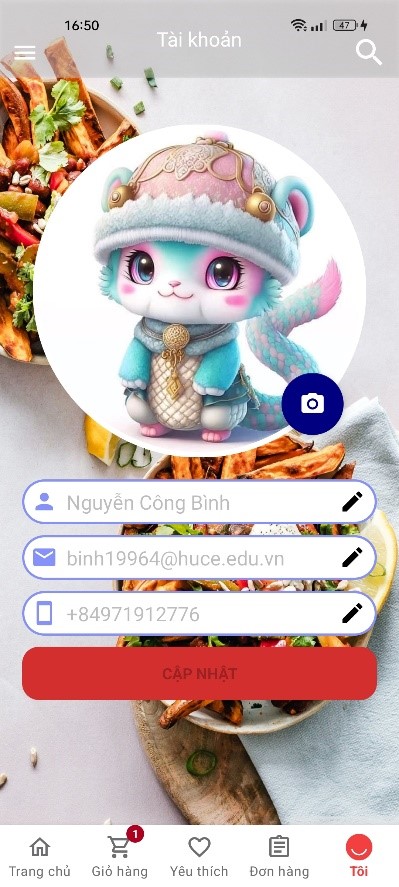 16:50
47
Tài khoản
Nguyễn Công Bình
binh19964@huce.edu.vn
+84971912776
CẬP NHẬT
1
Trang chủ
Giỏ hàng
Yêu thích
Đơn hàng
Tôi